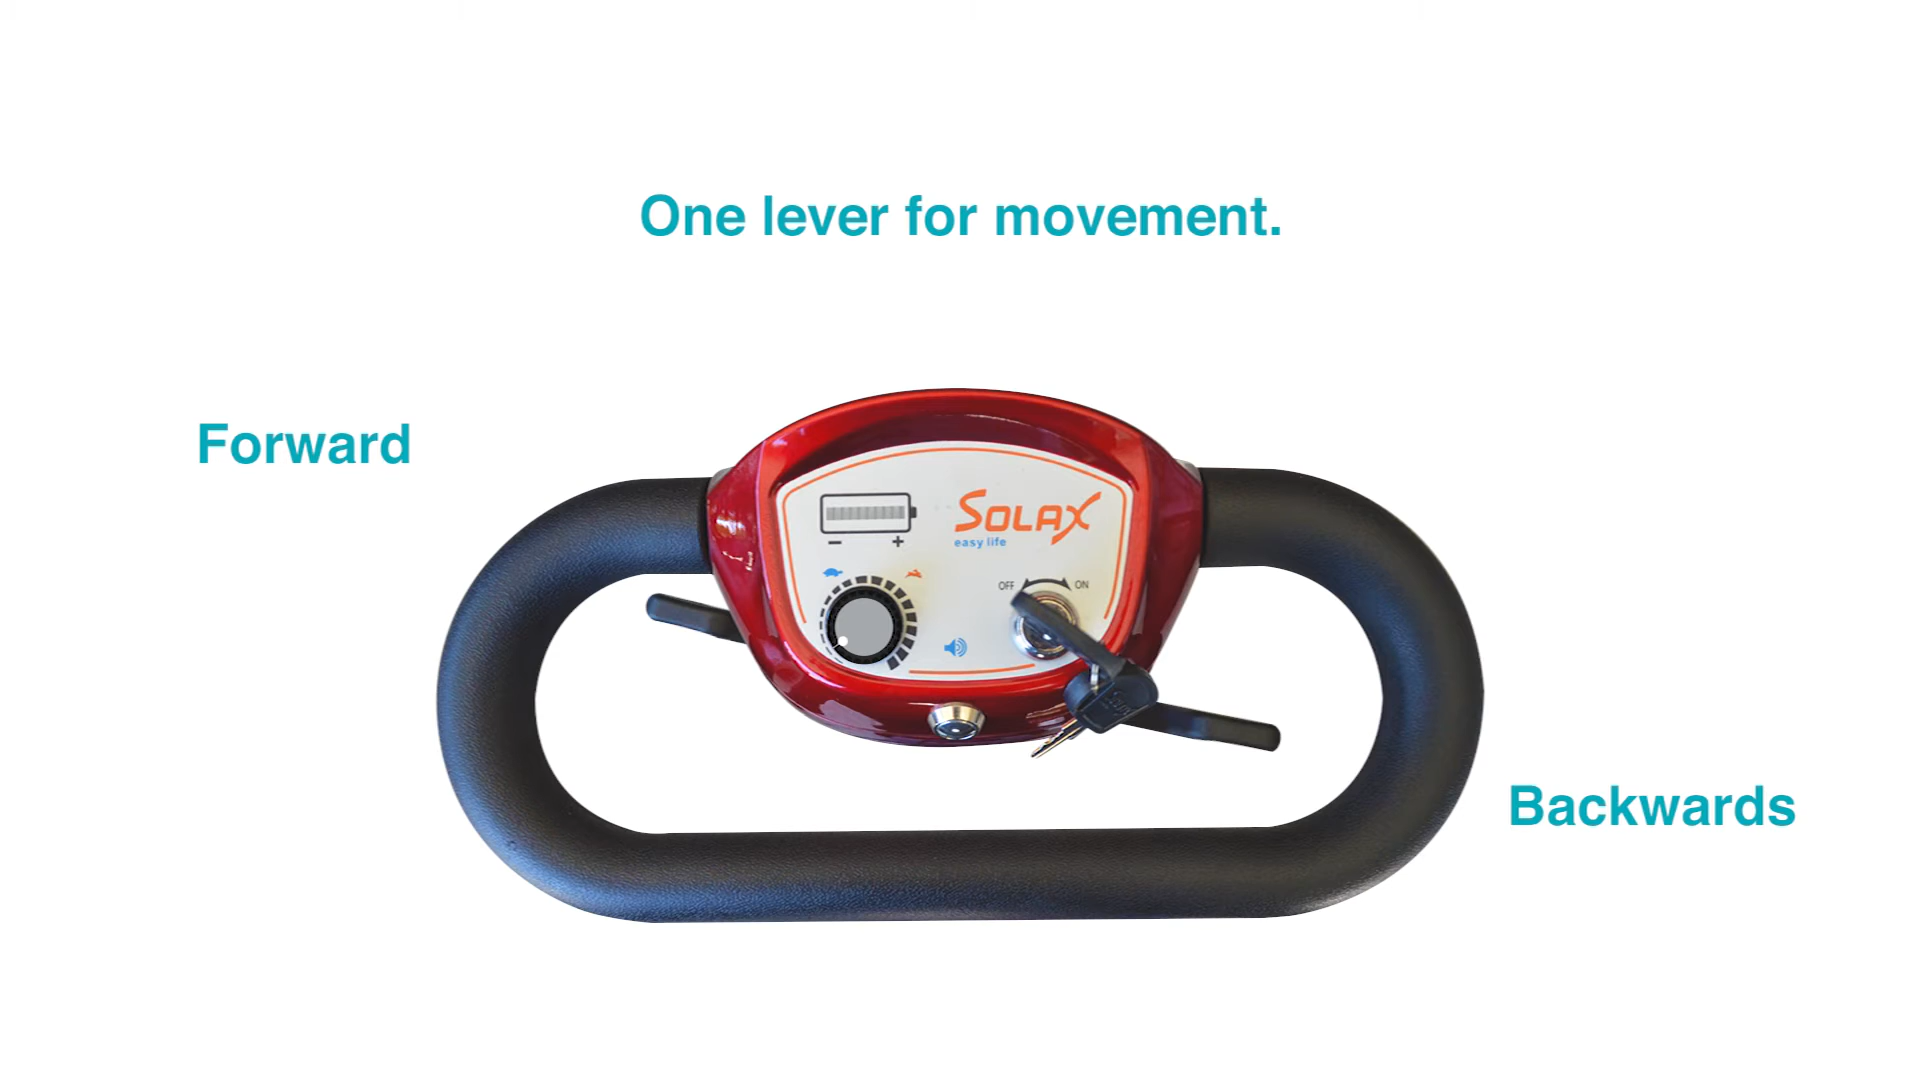 One lever for movement.
Forward
− +
SOLAX
easy life
OFF ON
Backwards